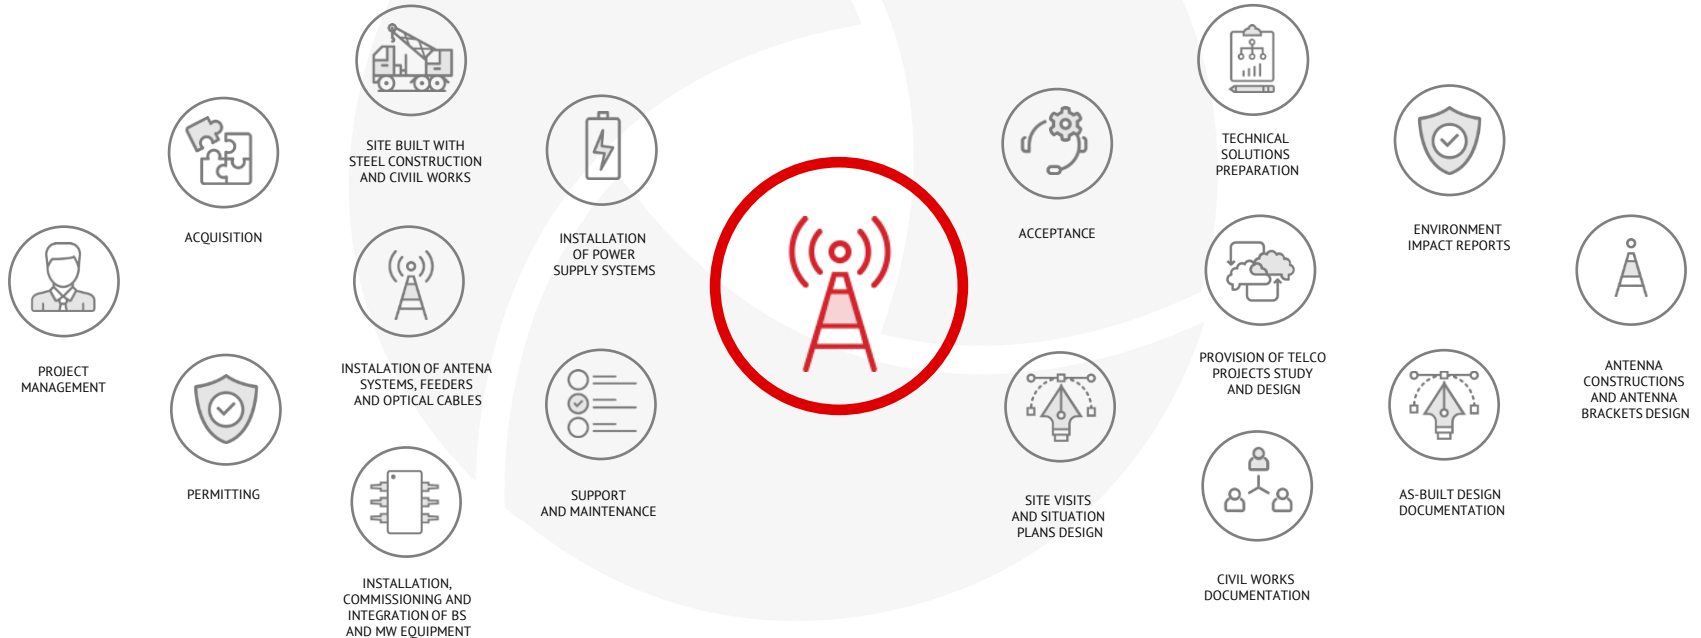 PROJECT
MANAGEMENT
ACQUISITION
PERMITTING
SITE BUILT WITH
STEEL CONSTRUCTION
AND CIVIIL WORKS
INSTALATION OF ANTENA
SYSTEMS, FEEDERS
AND OPTICAL CABLES
INSTALLATION,
COMMISSIONING AND
INTEGRATION OF BS
AND MW EQUIPMENT
INSTALLATION
OF POWER
SUPPLY SYSTEMS
SUPPORT
AND MAINTENANCE
ACCEPTANCE
SITE VISITS
AND SITUATION
PLANS DESIGN
TECHNICAL
SOLUTIONS
PREPARATION
PROVISION OF TELCO
PROJECTS STUDY
AND DESIGN
CIVIL WORKS
DOCUMENTATION
ENVIRONMENT
IMPACT REPORTS
AS-BUILT DESIGN
DOCUMENTATION
ANTENNA
CONSTRUCTIONS
AND ANTENNA
BRACKETS DESIGN